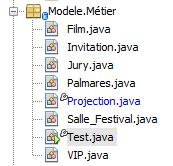 Modele.Métier
Film.java
Invitation.java
Jury.java
Palmares.java
Projection.java
Salle_Festival.java
Test.java
VIP.java